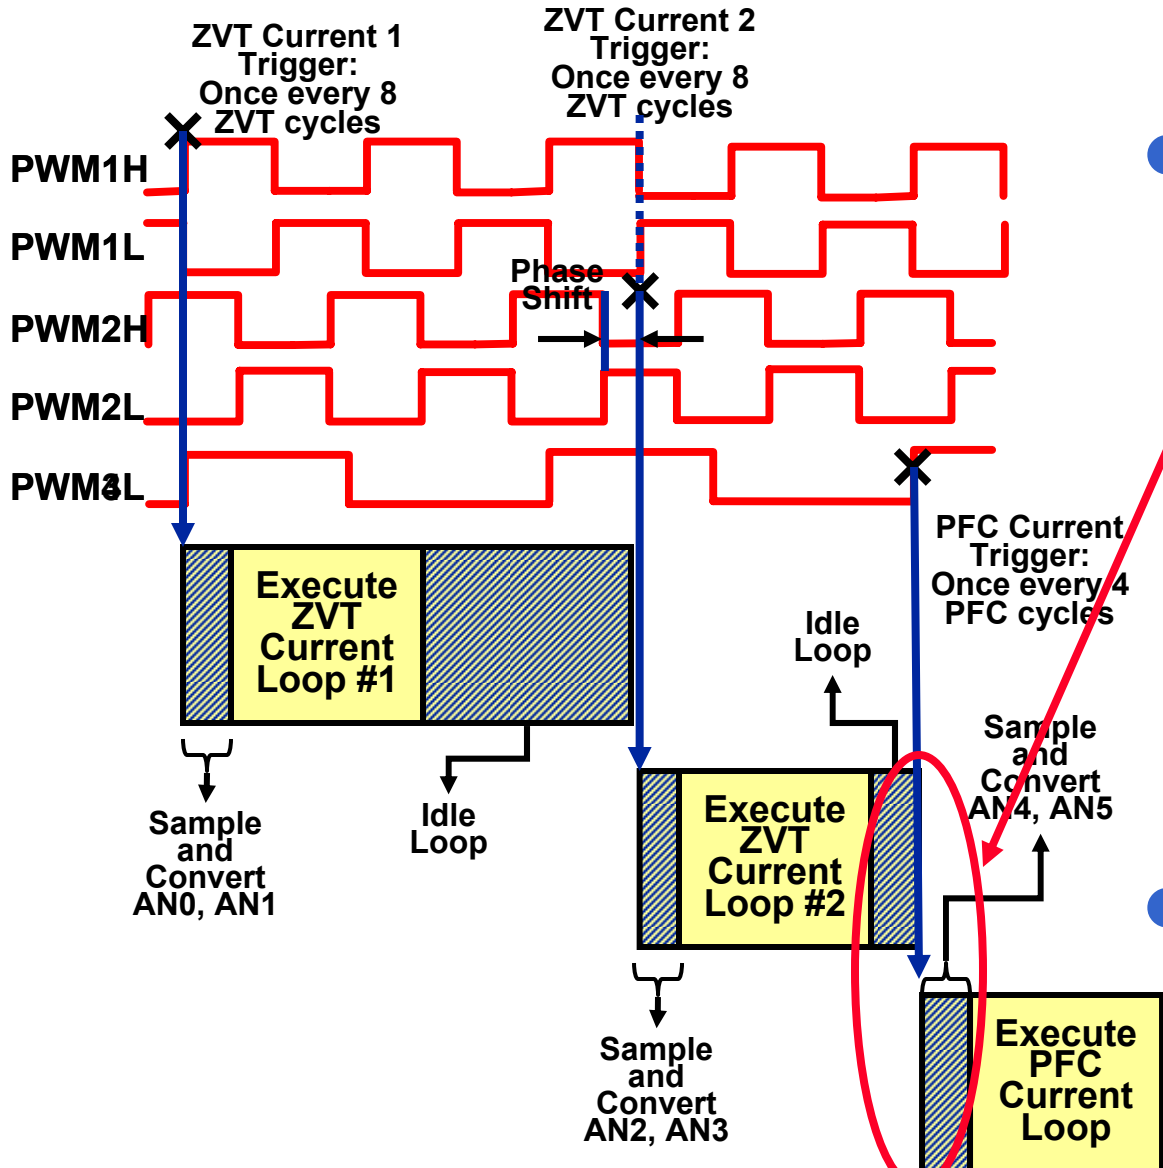 ZVT Current 1
Trigger:
Once every 8
ZVT cycles
ZVT Current 2
Trigger:
Once every 8
ZVT cycles
PWM1H
PWM1L
Phase
Shift
PWM2H
PWM2L
PFC Current
Trigger:
Once every 4
PFC cycles
Execute
ZVT
Current
Loop #1
Idle
Loop
Sample
and
Convert
AN4, AN5
Idle
Loop
Sample
and
Convert
AN0, AN1
Execute
ZVT
Current
Loop #2
Sample
and
Convert
AN2, AN3
Execute
PFC
Current
Loop